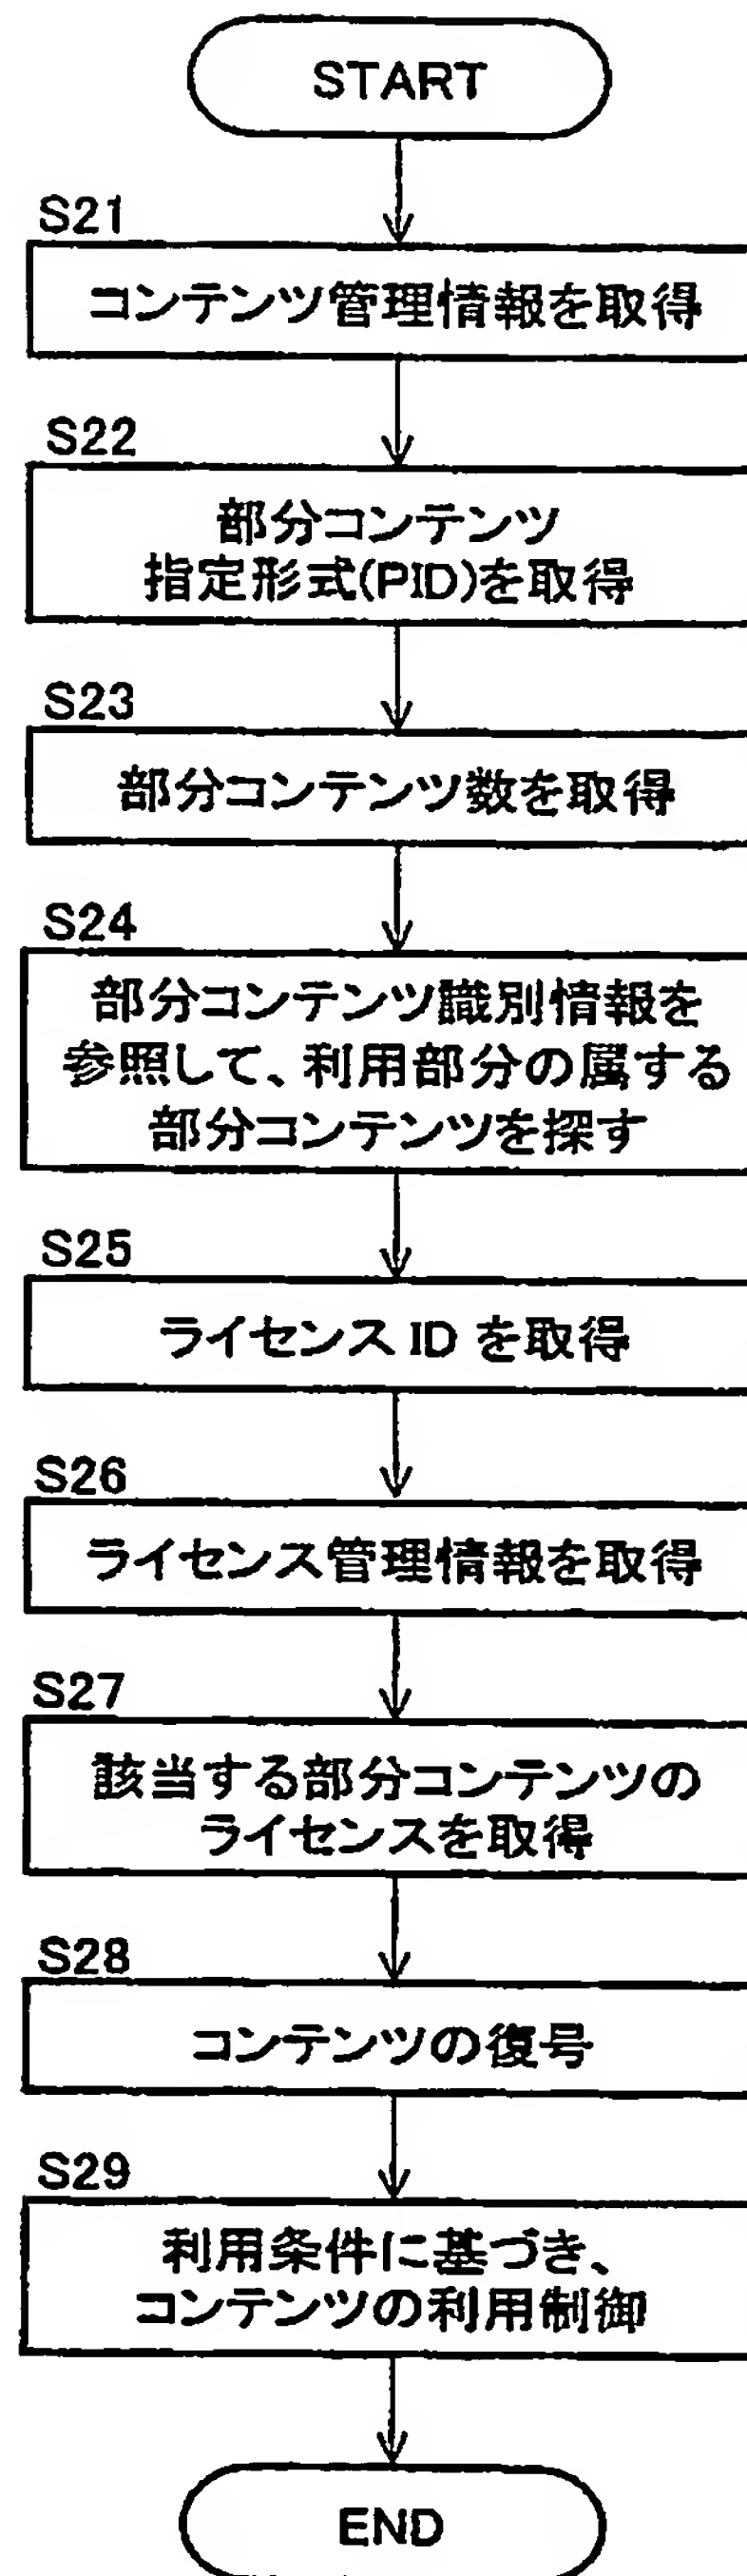 START
S21
コンテンツ管理情報を取得
S22
部分コンテンツ
指定形式(PID)を取得
S23
部分コンテンツ数を取得
S24
部分コンテンツ識別情報を
参照して、利用部分の属する
部分コンテンツを探す
S25
ライセンス ID を取得
S26
ライセンス管理情報を取得
S27
該当する部分コンテンツの
ライセンスを取得
S28
コンテンツの復号
S29
利用条件に基づき、
コンテンツの利用制御
END